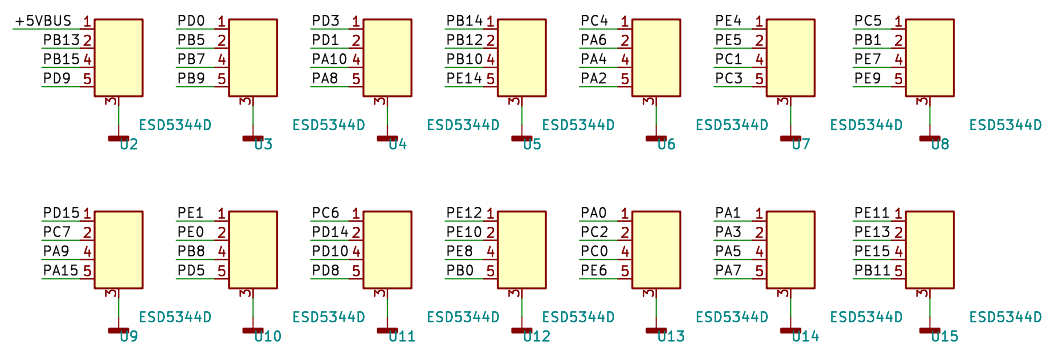 +5VBUS 1
PB13 2
PB15 4
PD9 5
3
ESD5344D
U2
PD0 1
PB5 2
PB7 4
PB9 5
3
ESD5344D
U3
PD3 1
PD1 2
PA10 4
PA8 5
3
ESD5344D
U4
PB14 1
PB12 2
PB10 4
PE14 5
3
ESD5344D
U5
PC4 1
PA6 2
PA4 4
PA2 5
3
ESD5344D
U6
PE4 1
PE5 2
PC1 4
PC3 5
3
ESD5344D
U7
PC5 1
PB1 2
PE7 4
PE9 5
3
ESD5344D
U8
PD15 1
PC7 2
PA9 4
PA15 5
3
ESD5344D
U9
PE1 1
PE0 2
PB8 4
PD5 5
3
ESD5344D
U10
PC6 1
PD14 2
PD10 4
PD8 5
3
ESD5344D
U11
PE12 1
PE10 2
PE8 4
PB0 5
3
ESD5344D
U12
PA0 1
PC2 2
PC0 4
PE6 5
3
ESD5344D
U13
PA1 1
PA3 2
PA5 4
PA7 5
3
ESD5344D
U14
PE11 1
PE13 2
PE15 4
PB11 5
3
ESD5344D
U15